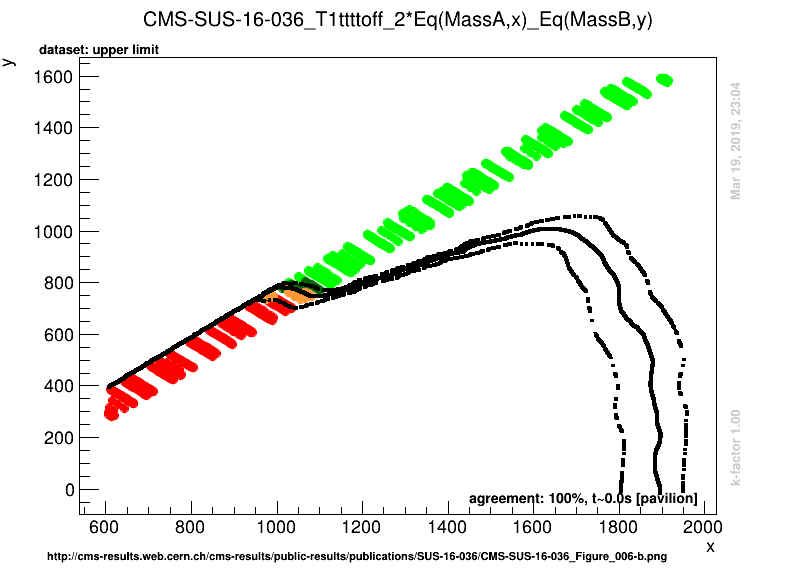 CMS-SUS-16-036_T1ttttoff_2*Eq(MassA,x)_Eq(MassB,y)
dataset: upper limit
y
1600
1400
1200
1000
800
600
400
200
0
Mar 19, 2019, 23:04
k-factor 1.00
agreement: 100%, t~0.0s [pavilion]
600 800 1000 1200 1400 1600 1800 2000
x
http://cms-results.web.cern.ch/cms-results/public-results/publications/SUS-16-036/CMS-SUS-16-036_Figure_006-b.png